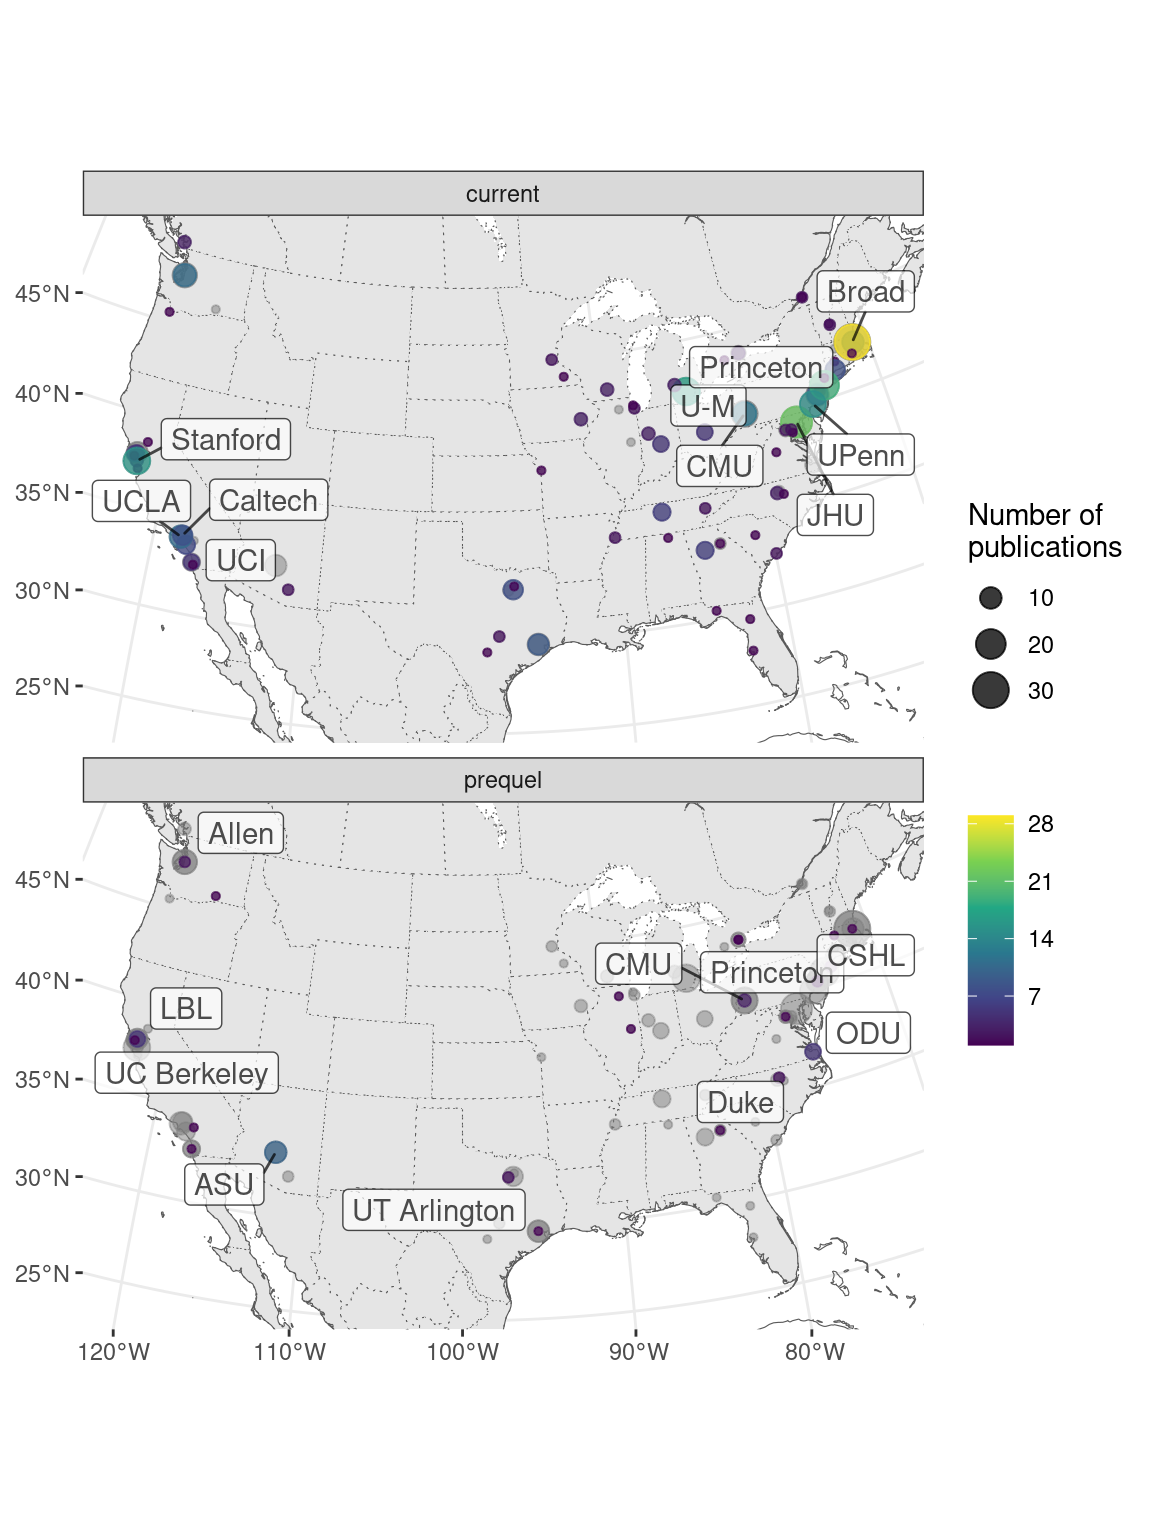 current
45°N
40°N
35°N
30°N
25°N
Broad
Princeton
U-M
CMU
UPenn
JHU
Stanford
UCLA
Caltech
UCI
prequel
45°N
40°N
35°N
30°N
25°N
Allen
CMU
Princeton
CSHL
LBL
ODU
UC Berkeley
Duke
ASU
UT Arlington
120°W
110°W
100°W
90°W
80°W
Number of
publications
10
20
30
28
21
14
7